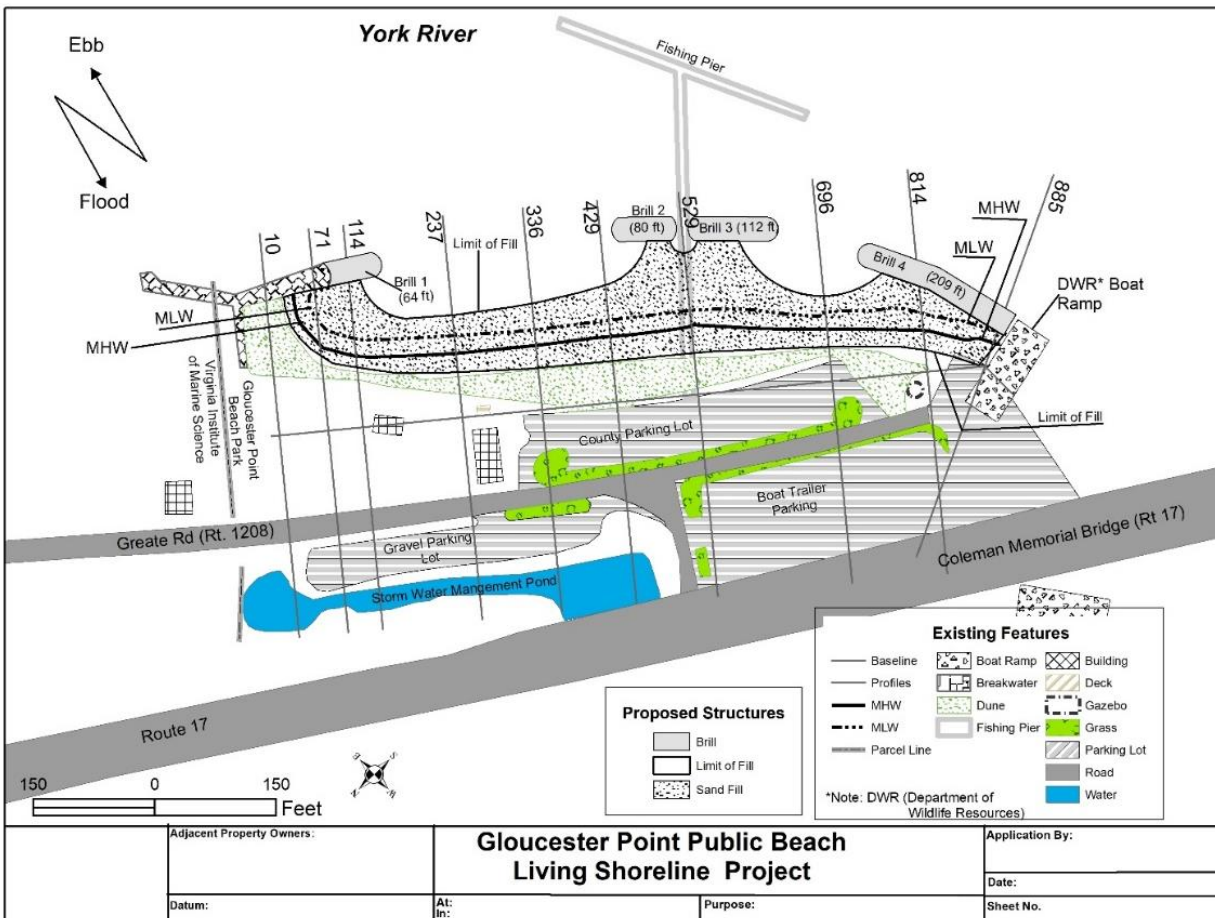 York River
Ebb
Flood
Fishing Pier
10
71
114
237
336
429
529
696
814
885
Brill 1
(64 ft)
Brill 2
(80 ft)
Brill 3 (112 ft)
Brill 4 (209 ft)
Limit of Fill
MHW
MLW
DWR* Boat
Ramp
MLW
MHW
Virginia Institute
of Marine Science
Gloucester Point
Beach Park
Limit of Fill
County Parking Lot
Boat Trailer
Parking
Greate Rd (Rt. 1208)
Gravel Parking
Lot
Storm Water Mangement Pond
Coleman Memorial Bridge (Rt 17)
Route 17
150 0 150
Feet
S
E
W
N
Proposed Structures
Brill
Limit of Fill
Sand Fill
Existing Features
Baseline
Profiles
MHW
MLW
Parcel Line
Boat Ramp
Breakwater
Dune
Fishing Pier
Building
Deck
Gazebo
Grass
Parking Lot
Road
Water
*Note: DWR (Department of
Wildlife Resources)
Adjacent Property Owners:
Datum:
Gloucester Point Public Beach
Living Shoreline Project
At:
In:
Purpose:
Application By:
Date:
Sheet No.